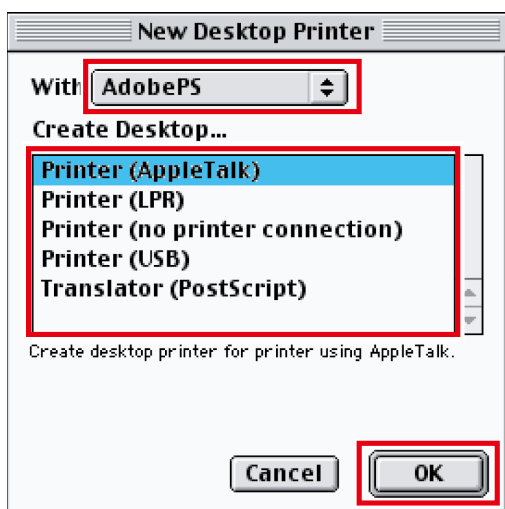 New Desktop Printer
With AdobePS
Create Desktop...
Printer (AppleTalk)
Printer (LPR)
Printer (no printer connection)
Printer (USB)
Translator (PostScript)
Create desktop printer for printer using AppleTalk.
Cancel OK